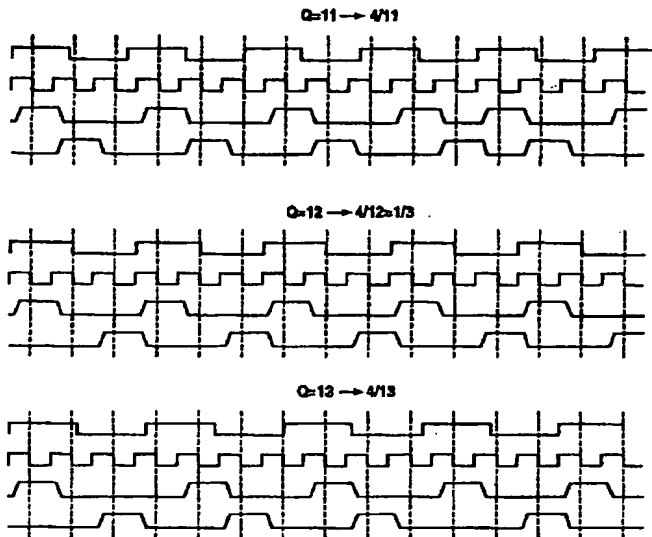 Q=11 → 4/11
Q=12 → 4/12=1/3
Q=13 → 4/13